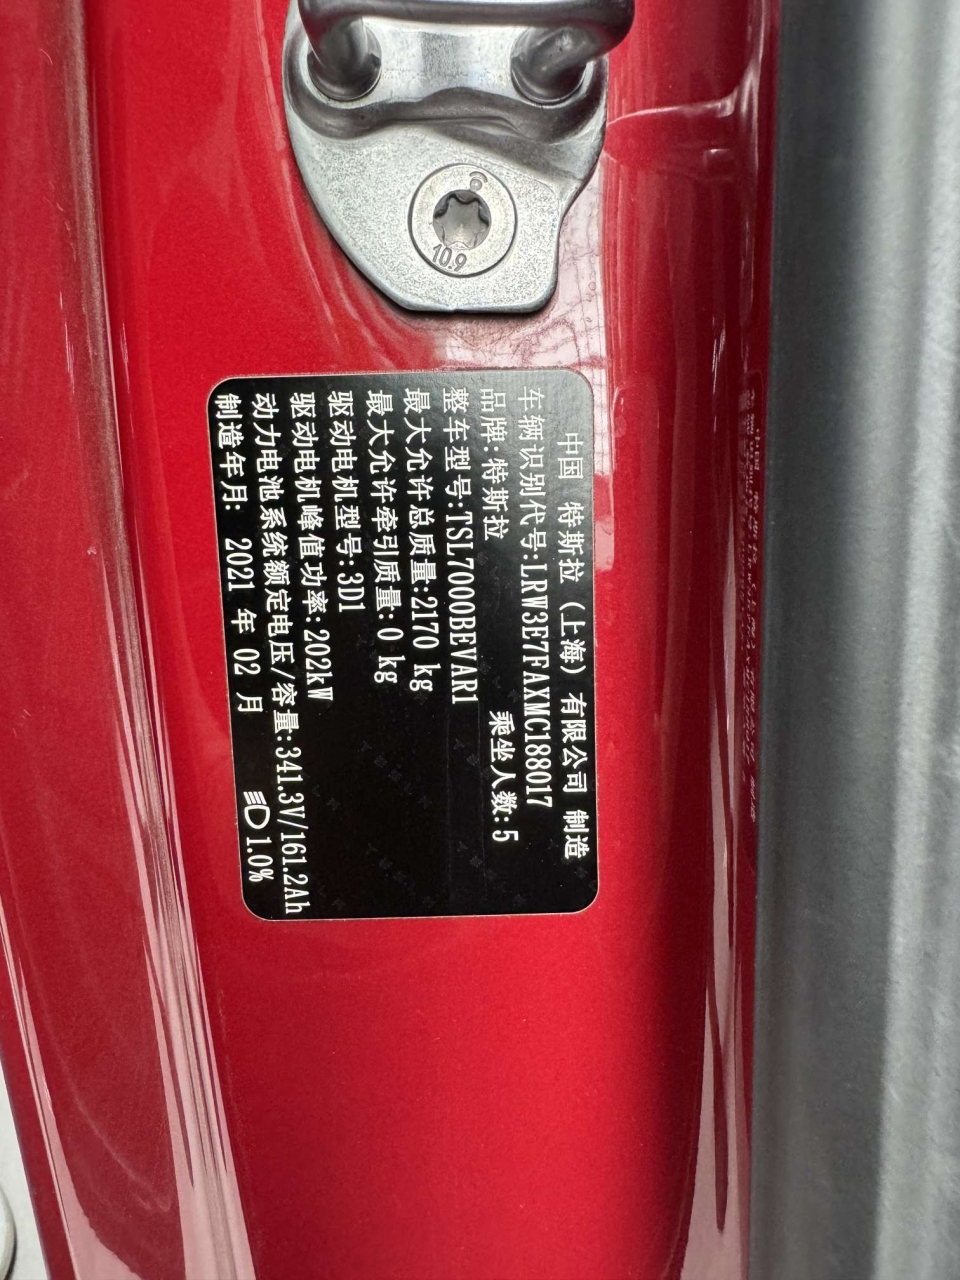 10.9
中国 特斯拉（上海）有限公司 制造
车辆识别代号:LRW3E7FAXMC188017
品牌:特斯拉 乘坐人数:5
整车型号:TSL7000BEVAR1
最大允许总质量:2170 kg
最大允许牵引质量:0 kg
驱动电机型号:3D1
驱动电机峰值功率:202kW
动力电池系统额定电压/容量:341.3V/161.2Ah
制造年月: 2021 年 02 月 1.0%